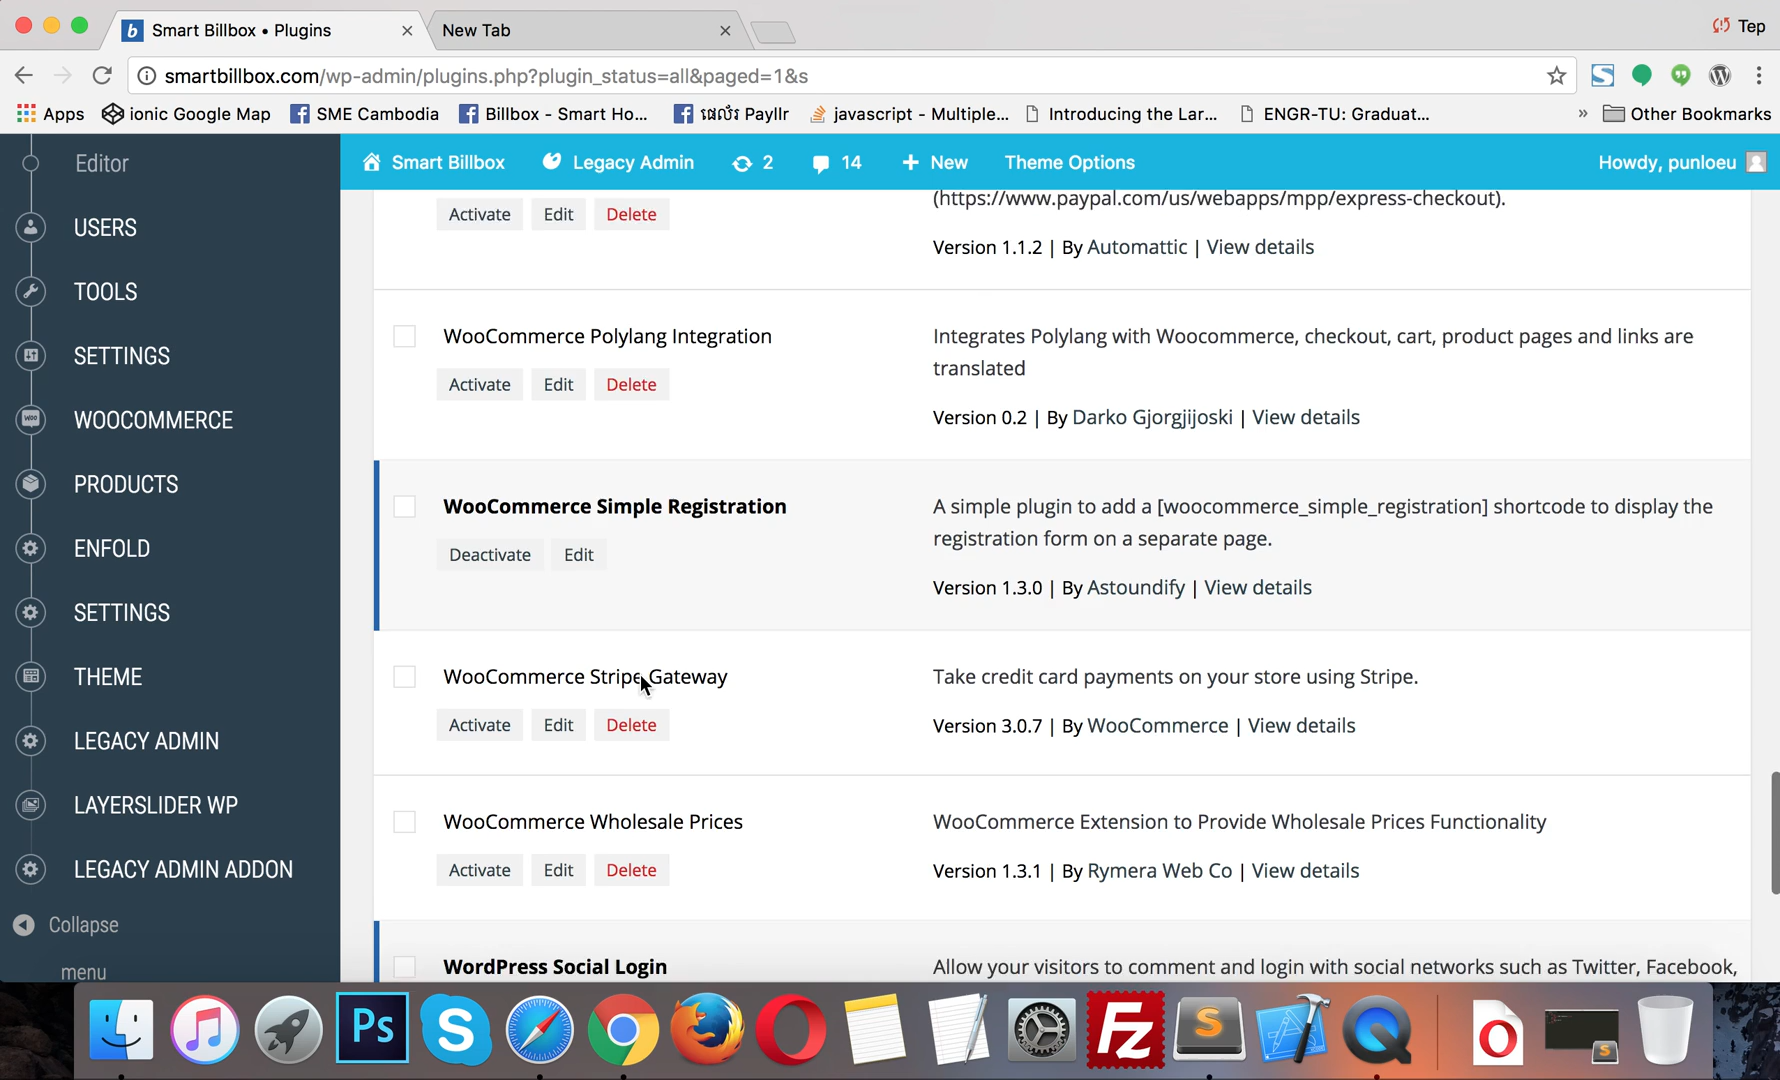 Smart Billbox • Plugins
New Tab
Tep
smartbillbox.com/wp-admin/plugins.php?plugin_status=all&paged=1&s
Apps
ionic Google Map
SME Cambodia
Billbox - Smart Ho...
ផេល៉រ Payllr
javascript - Multiple...
Introducing the Lar...
ENGR-TU: Graduat...
»
Other Bookmarks
Smart Billbox
Legacy Admin
2
14
New
Theme Options
Howdy, punloeu
Editor
USERS
TOOLS
SETTINGS
WOOCOMMERCE
PRODUCTS
ENFOLD
SETTINGS
THEME
LEGACY ADMIN
LAYERSLIDER WP
LEGACY ADMIN ADDON
Collapse
menu
Activate Edit Delete
(https://www.paypal.com/us/webapps/mpp/express-checkout).
Version 1.1.2 | By Automattic | View details
WooCommerce Polylang Integration
Activate Edit Delete
Integrates Polylang with Woocommerce, checkout, cart, product pages and links are
translated
Version 0.2 | By Darko Gjorgjijoski | View details
WooCommerce Simple Registration
Deactivate Edit
A simple plugin to add a [woocommerce_simple_registration] shortcode to display the
registration form on a separate page.
Version 1.3.0 | By Astoundify | View details
WooCommerce Stripe Gateway
Activate Edit Delete
Take credit card payments on your store using Stripe.
Version 3.0.7 | By WooCommerce | View details
WooCommerce Wholesale Prices
Activate Edit Delete
WooCommerce Extension to Provide Wholesale Prices Functionality
Version 1.3.1 | By Rymera Web Co | View details
WordPress Social Login
Allow your visitors to comment and login with social networks such as Twitter, Facebook,
Ps
Fz